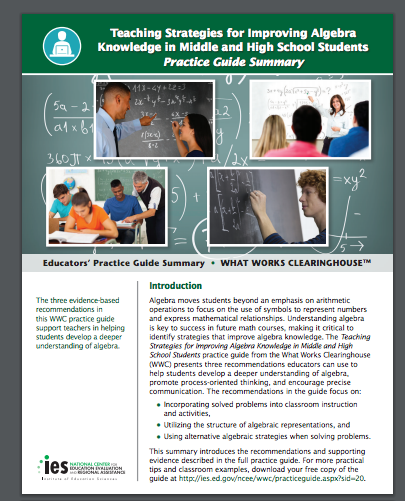 Teaching Strategies for Improving Algebra
Knowledge in Middle and High School Students
Practice Guide Summary
5a - 2
360π
=xy²
Educators' Practice Guide Summary • WHAT WORKS CLEARINGHOUSE™
The three evidence-based
recommendations in
this WWC practice guide
support teachers in helping
students develop a deeper
understanding of algebra.
Introduction
Algebra moves students beyond an emphasis on arithmetic
operations to focus on the use of symbols to represent numbers
and express mathematical relationships. Understanding algebra
is key to success in future math courses, making it critical to
identify strategies that improve algebra knowledge. The Teaching
Strategies for Improving Algebra Knowledge in Middle and High
School Students practice guide from the What Works Clearinghouse
(WWC) presents three recommendations educators can use to
help students develop a deeper understanding of algebra,
promote process-oriented thinking, and encourage precise
communication. The recommendations in the guide focus on:
• Incorporating solved problems into classroom instruction
and activities,
• Utilizing the structure of algebraic representations, and
• Using alternative algebraic strategies when solving problems.
This summary introduces the recommendations and supporting
evidence described in the full practice guide. For more practical
tips and classroom examples, download your free copy of the
guide at http://ies.ed.gov/ncee/wwc/practiceguide.aspx?sid=20.
ies NATIONAL CENTER FOR
EDUCATION EVALUATION
AND REGIONAL ASSISTANCE
Institute of Education Sciences